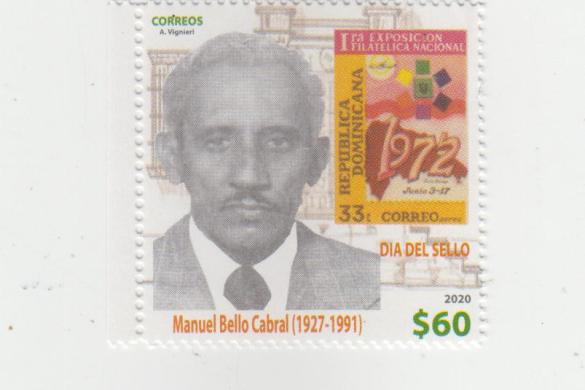 CORREOS
A. Vignieri
Ira EXPOSICION
FILATELICA NACIONAL
REPUBLICA
DOMINICANA
1972
Junio 3-17
33c CORREO aereo
DIA DEL SELLO
2020
Manuel Bello Cabral (1927-1991)
$60